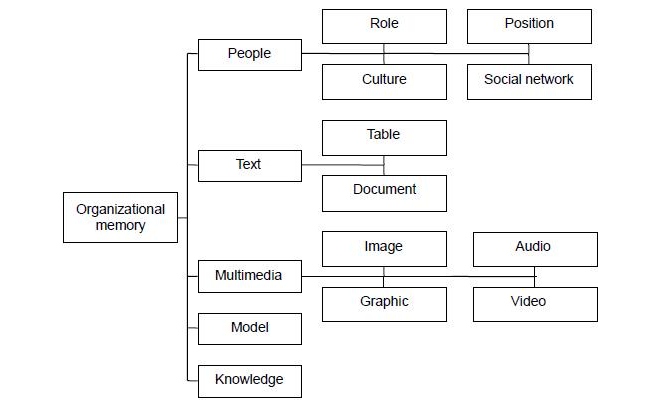 Role
Position
People
Culture
Social network
Table
Text
Document
Organizational
memory
Image
Audio
Multimedia
Graphic
Video
Model
Knowledge